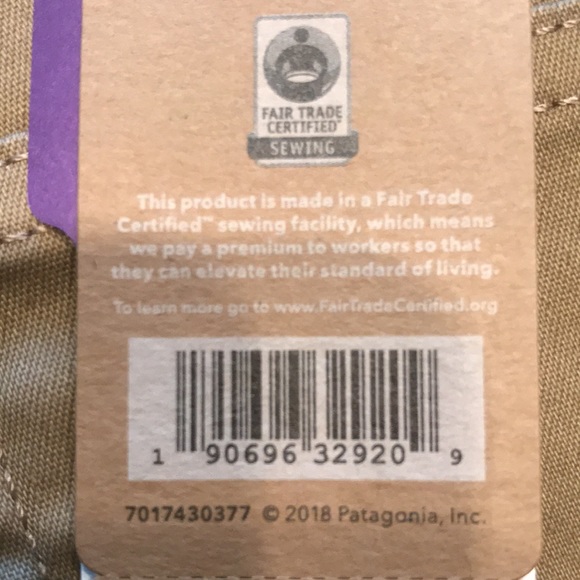 FAIR TRADE
CERTIFIED™
SEWING
This product is made in a Fair Trade
Certified™ sewing facility, which means
we pay a premium to workers so that
they can elevate their standard of living.
To learn more go to www.FairTradeCertified.org
1 90696 32920 9
7017430377 © 2018 Patagonia, Inc.